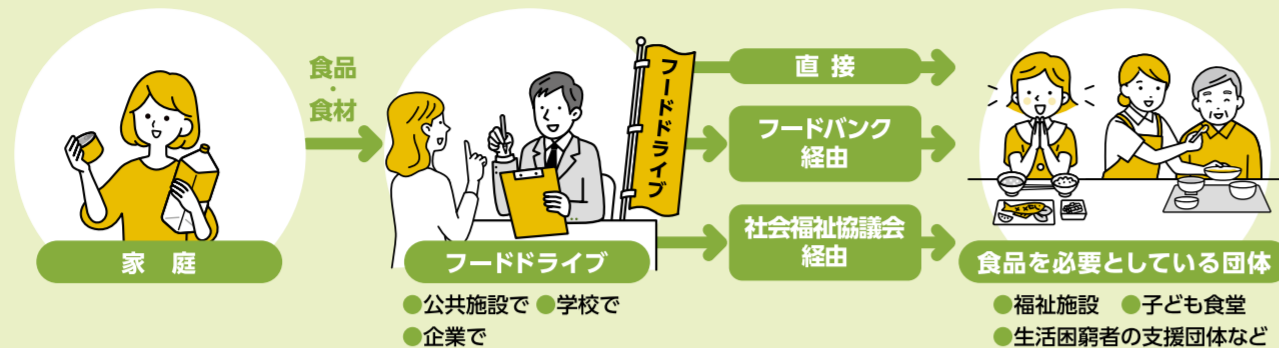 食品
・
食材
家庭
フードドライブ
フードドライブ
●公共施設で ●学校で
●企業で
直接
フードバンク
経由
社会福祉協議会
経由
食品を必要としている団体
●福祉施設 ●子ども食堂
●生活困窮者の支援団体など